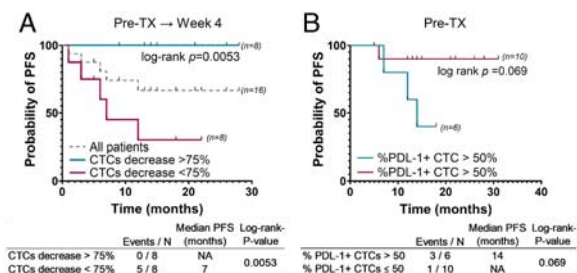 A
Pre-TX → Week 4
Probability of PFS
100
50
0
0 10 20 30
Time (months)
(n=8)
log-rank p=0.0053
(n=16)
(n=8)
All patients
CTCs decrease >75%
CTCs decrease <75%
Events / N Median PFS (months) Log-rank- P-value
CTCs decrease > 75% 0 / 8 NA 0.0053
CTCs decrease < 75% 5 / 8 7
B
Pre-TX
Probability of PFS
100
50
0
0 10 20 30 40
Time (months)
(n=10)
log rank p =0.069
(n=6)
%PDL-1+ CTC > 50%
%PDL-1+ CTC > 50%
Events / N Median PFS (months) Log-rank- P-value
% PDL-1+ CTCs > 50 3 / 6 14 0.069
% PDL-1+ CTCs ≤ 50 1 / 10 NA